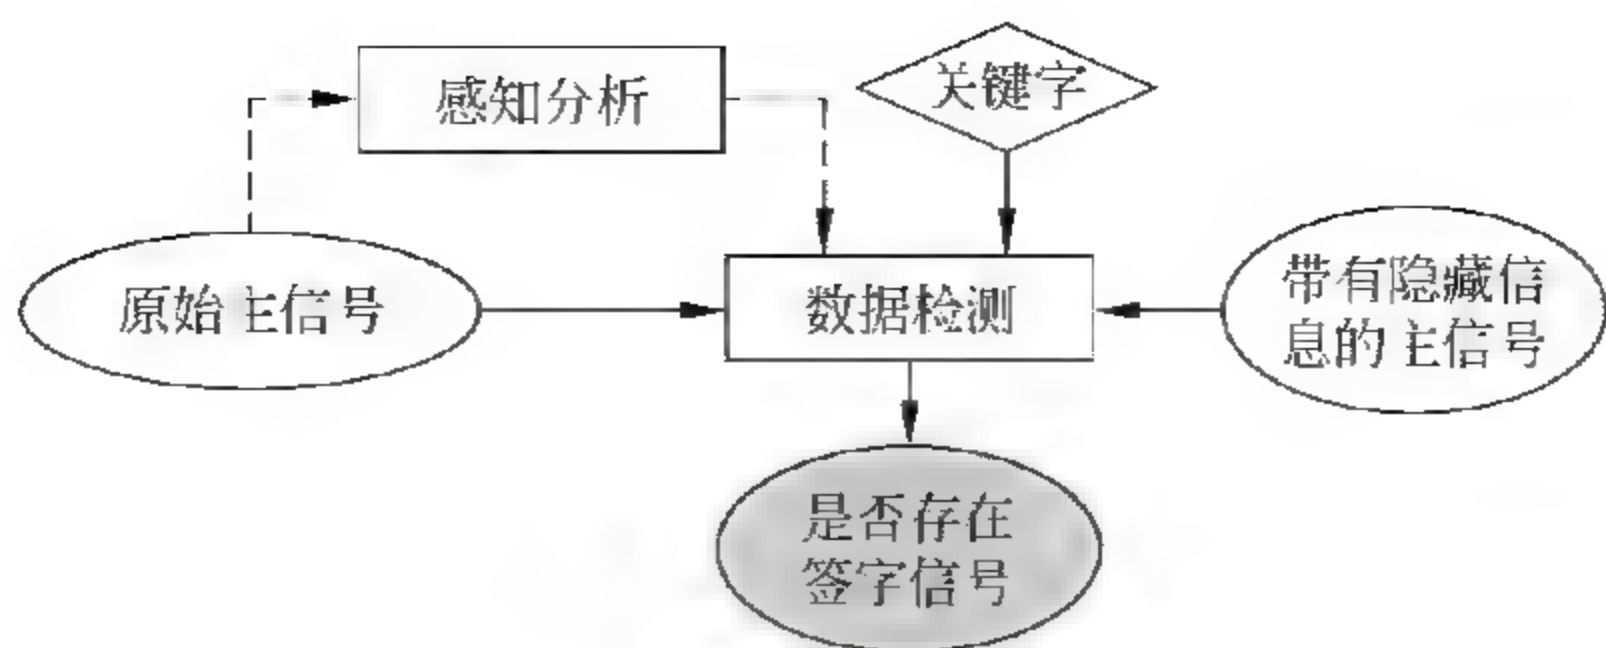 感知分析
关键字
原始主信号
数据检测
带有隐藏信
息的主信号
是否存在
签字信号